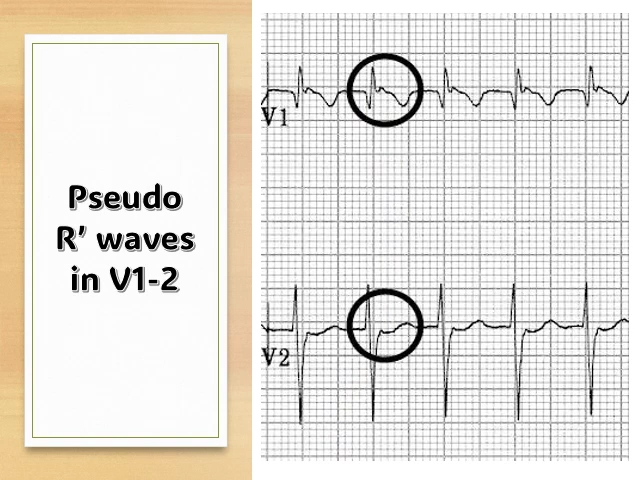 Pseudo
R’ waves
in V1-2
V1
V2